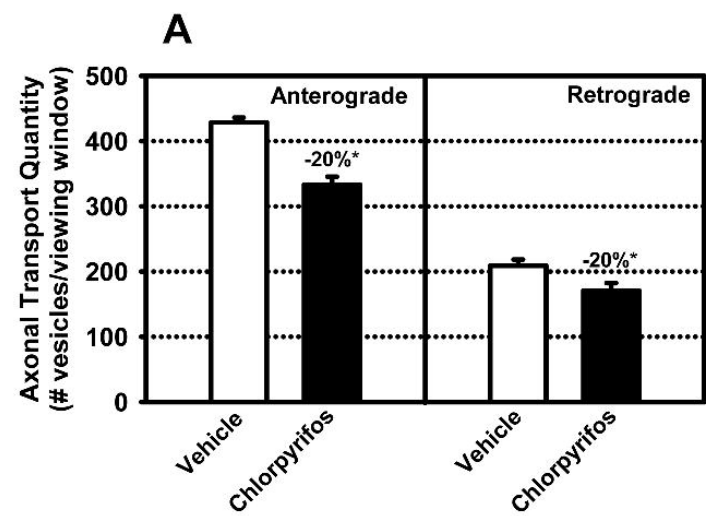 A
Axonal Transport Quantity
(# vesicles/viewing window)
500
400
300
200
100
0
Anterograde
Retrograde
-20%*
-20%*
Vehicle
Chlorpyrifos
Vehicle
Chlorpyrifos